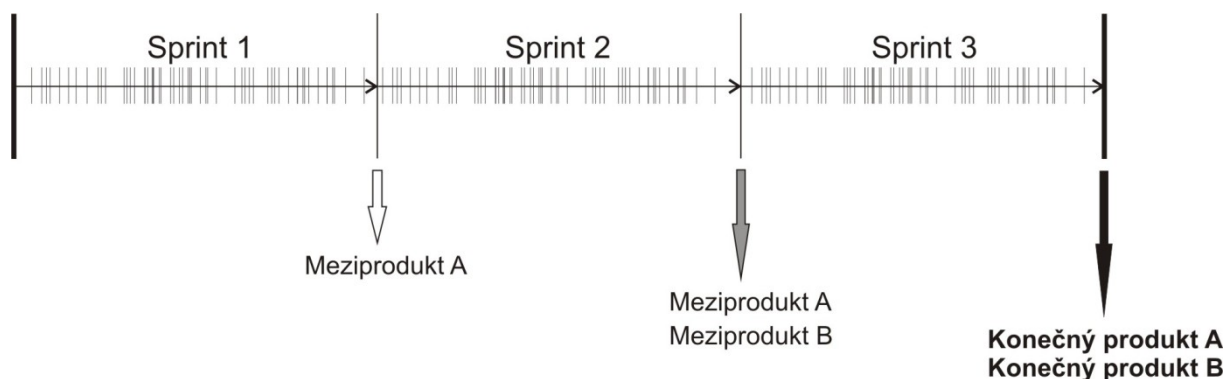 Sprint 1
Sprint 2
Sprint 3
Meziprodukt A
Meziprodukt A
Meziprodukt B
Konečný produkt A
Konečný produkt B